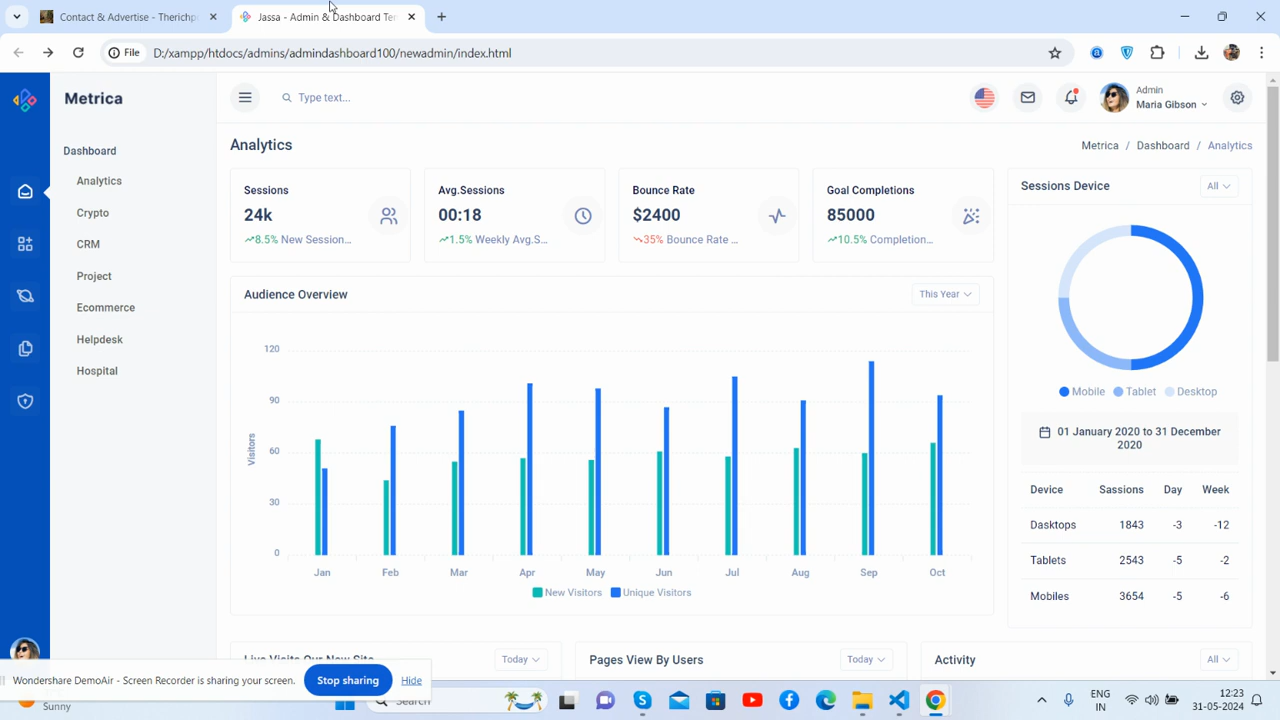 Contact & Advertise - Therichp
Jassa - Admin & Dashboard Tem
File
D:/xampp/htdocs/admins/admindashboard100/newadmin/index.html
Metrica
Type text...
Admin
Maria Gibson
Dashboard
Analytics
Crypto
CRM
Project
Ecommerce
Helpdesk
Hospital
Analytics
Metrica / Dashboard / Analytics
Sessions
24k
8.5% New Session...
Avg.Sessions
00:18
1.5% Weekly Avg.S...
Bounce Rate
$2400
35% Bounce Rate ...
Goal Completions
85000
10.5% Completion...
Audience Overview
This Year
120
90
60
30
0
Visitors
Jan Feb Mar Apr May Jun Jul Aug Sep Oct
New Visitors Unique Visitors
Sessions Device
All
Mobile Tablet Desktop
01 January 2020 to 31 December
2020
Device Sassions Day Week
Dasktops 1843 -3 -12
Tablets 2543 -5 -2
Mobiles 3654 -5 -6
Live Visits Our New Site
Today
Pages View By Users
Today
Activity
All
Wondershare DemoAir - Screen Recorder is sharing your screen.
Stop sharing
Hide
Sunny
Search
ENG
IN
12:23
31-05-2024